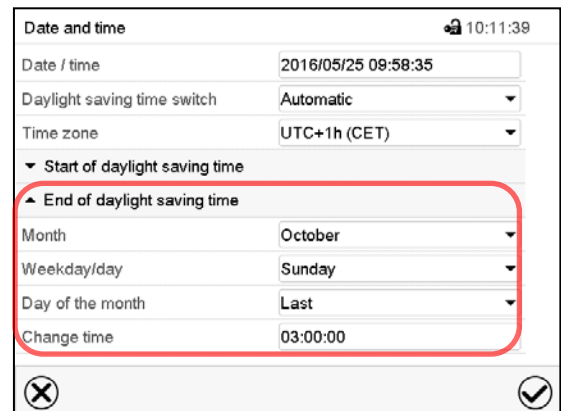 Date and time 10:11:39
Date / time 2016/05/25 09:58:35
Daylight saving time switch Automatic
Time zone UTC+1h (CET)
Start of daylight saving time
End of daylight saving time
Month October
Weekday/day Sunday
Day of the month Last
Change time 03:00:00